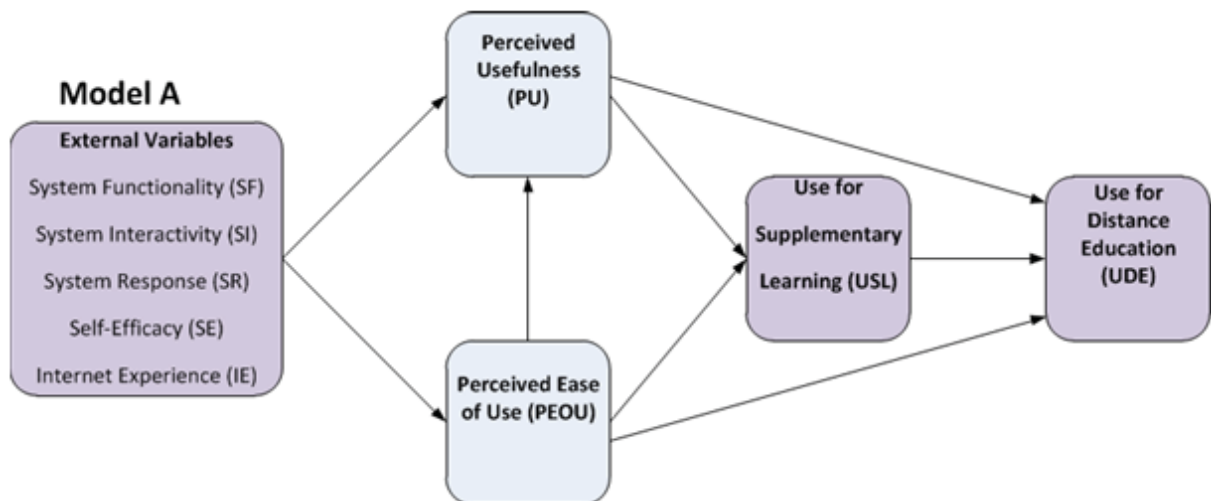 Model A
External Variables
System Functionality (SF)
System Interactivity (SI)
System Response (SR)
Self-Efficacy (SE)
Internet Experience (IE)
Perceived
Usefulness
(PU)
Perceived Ease
of Use (PEOU)
Use for
Supplementary
Learning (USL)
Use for
Distance
Education
(UDE)